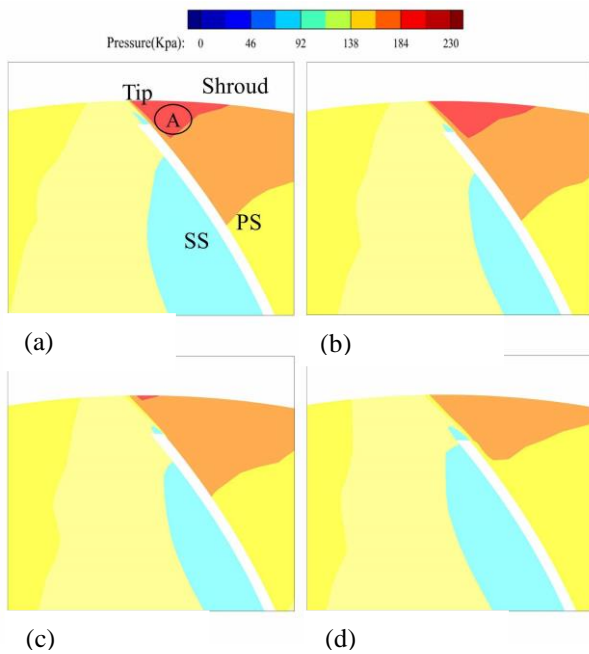 Pressure(Kpa): 0 46 92 138 184 230
Tip Shroud
A
PS
SS
(a) (b)
(c) (d)